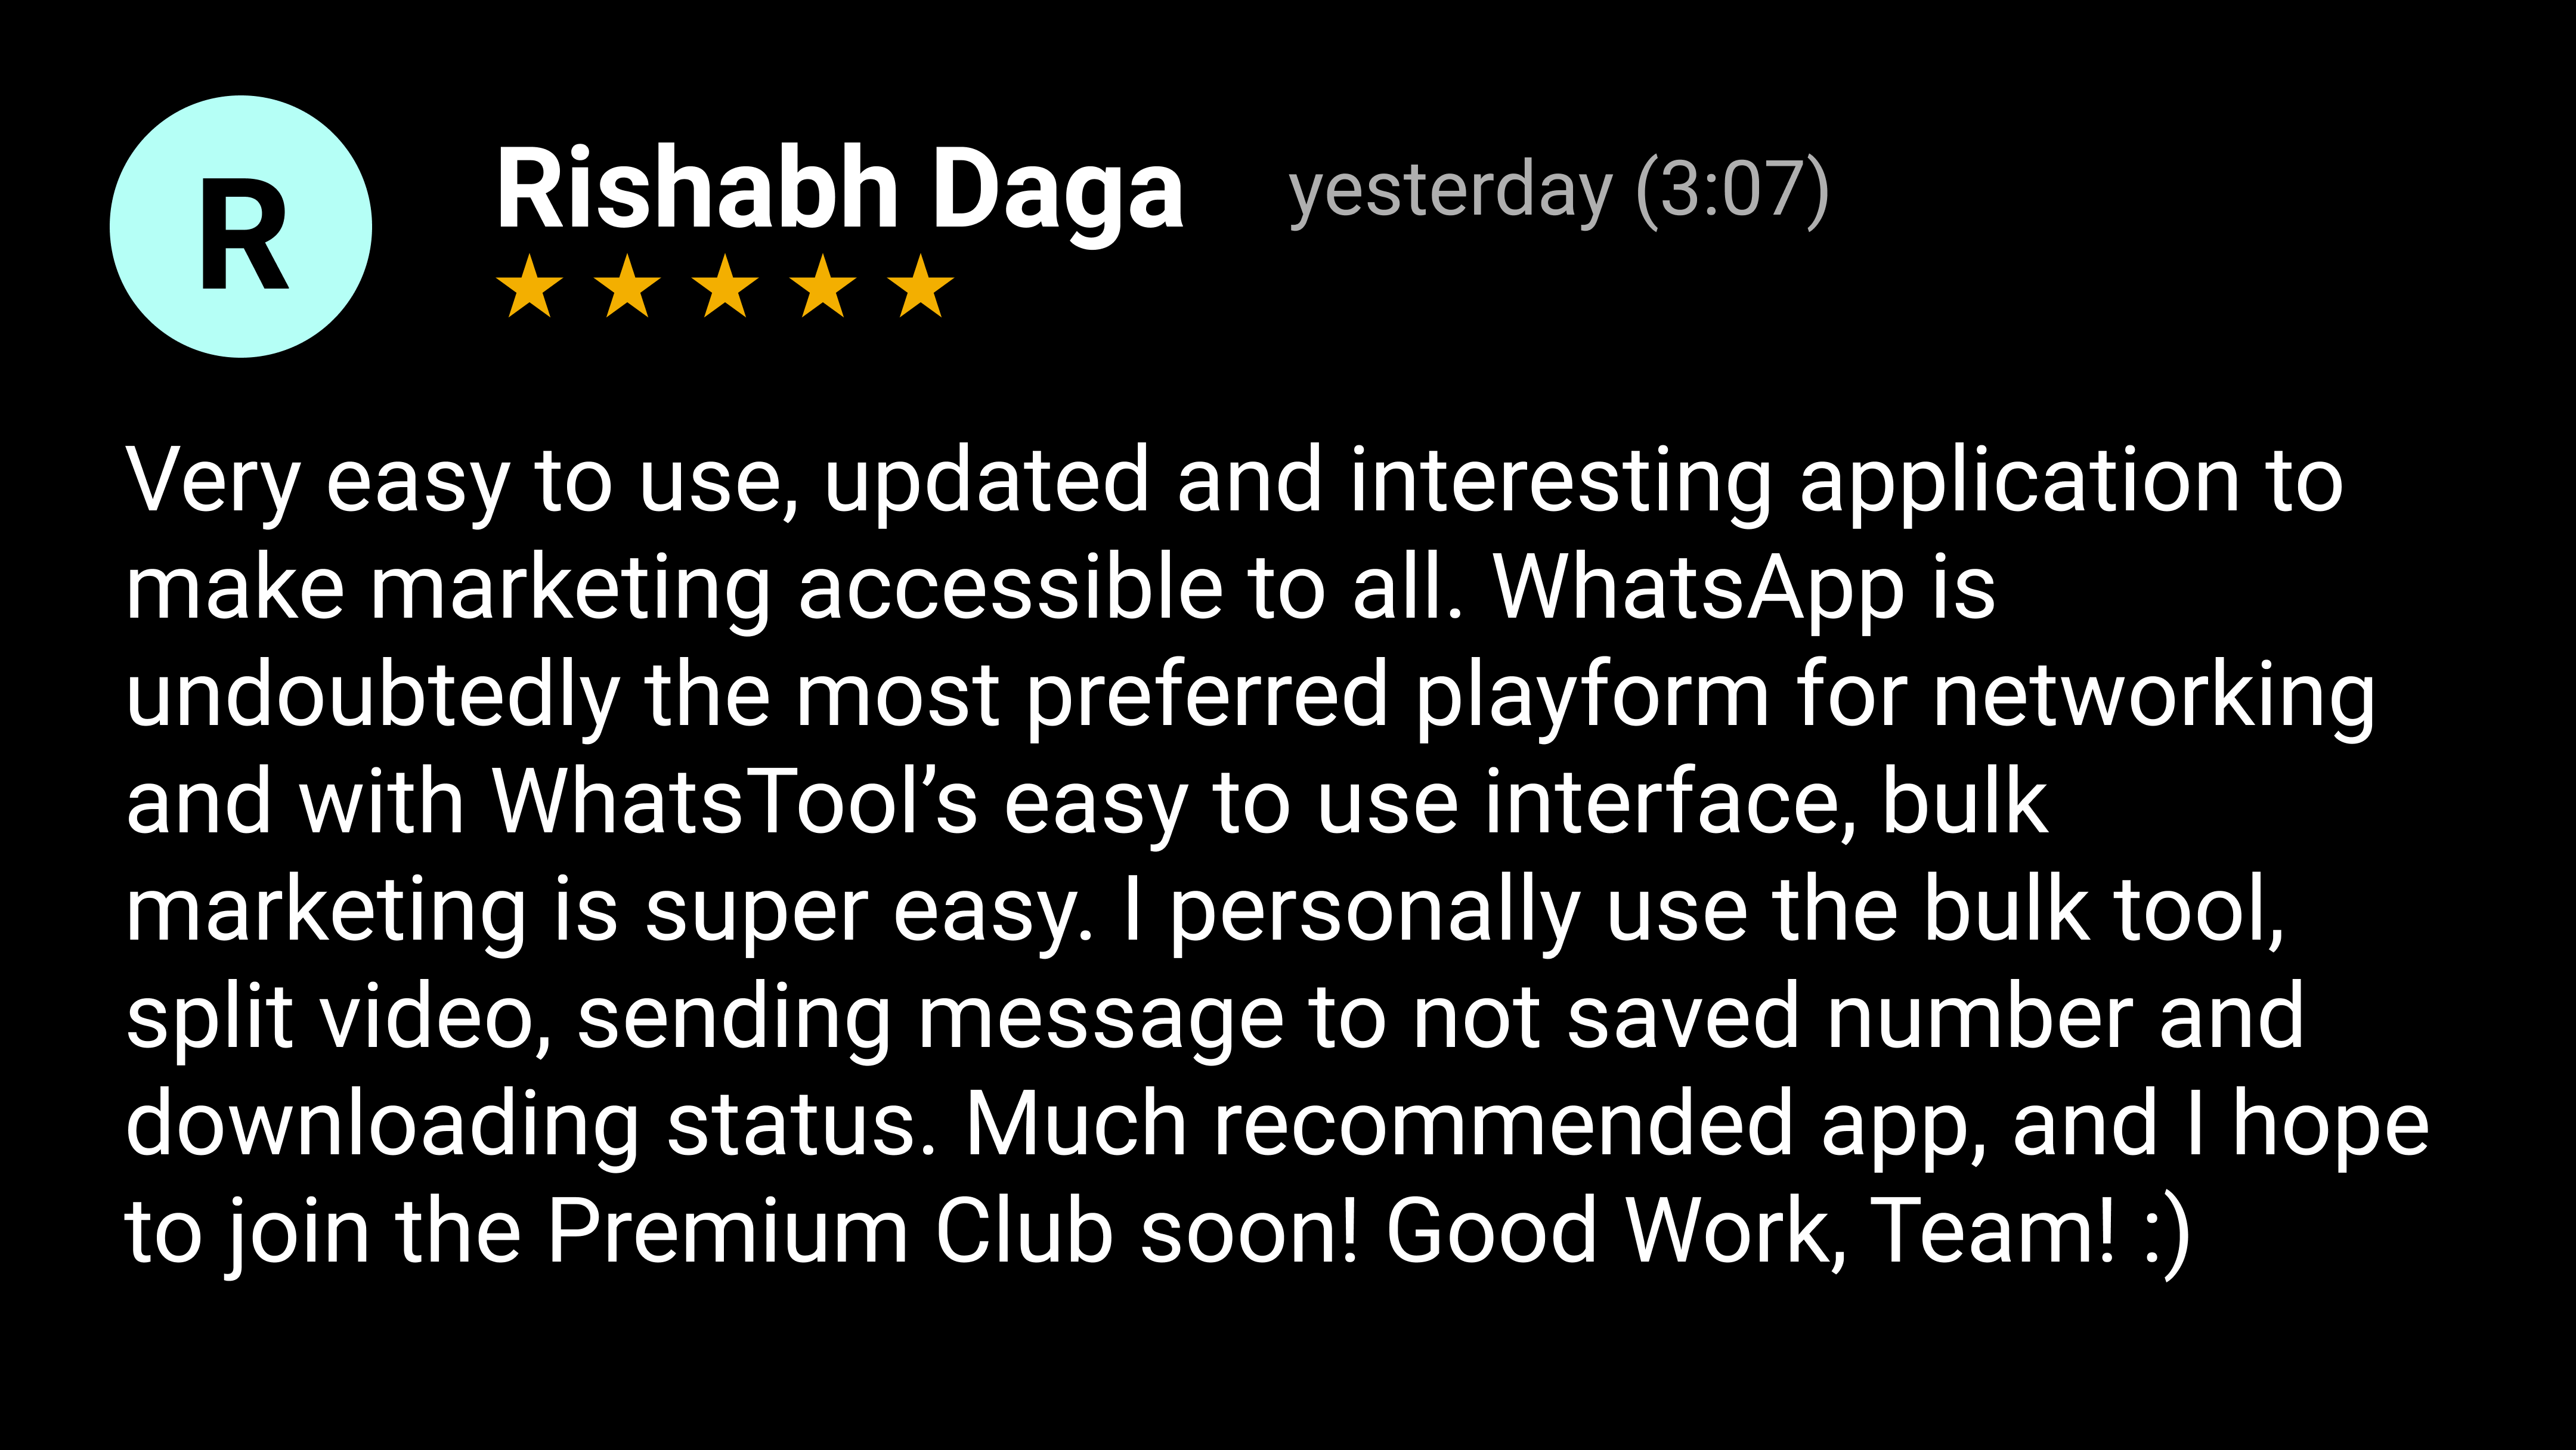 R
Rishabh Daga yesterday (3:07)
★ ★ ★ ★ ★
Very easy to use, updated and interesting application to
make marketing accessible to all. WhatsApp is
undoubtedly the most preferred playform for networking
and with WhatsTool’s easy to use interface, bulk
marketing is super easy. I personally use the bulk tool,
split video, sending message to not saved number and
downloading status. Much recommended app, and I hope
to join the Premium Club soon! Good Work, Team! :)